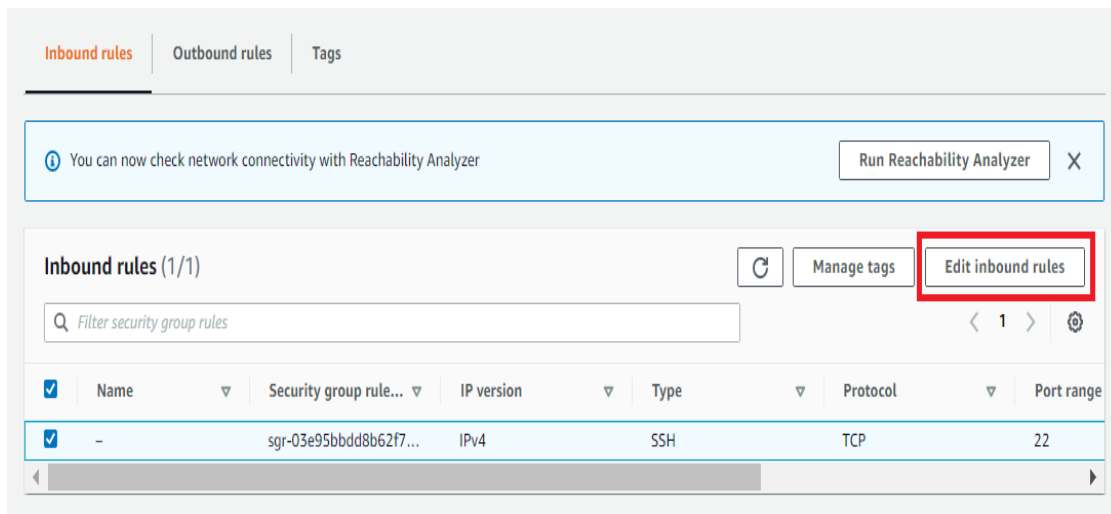 Inbound rules Outbound rules Tags
You can now check network connectivity with Reachability Analyzer Run Reachability Analyzer
Inbound rules (1/1) Manage tags Edit inbound rules
Filter security group rules 1
Name Security group rule... IP version Type Protocol Port range
– sgr-03e95bbdd8b62f7... IPv4 SSH TCP 22